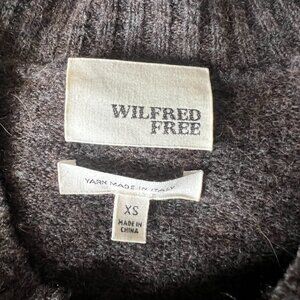 WILFRED
FREE
YARN MADE IN ITALY
XS
MADE IN
CHINA